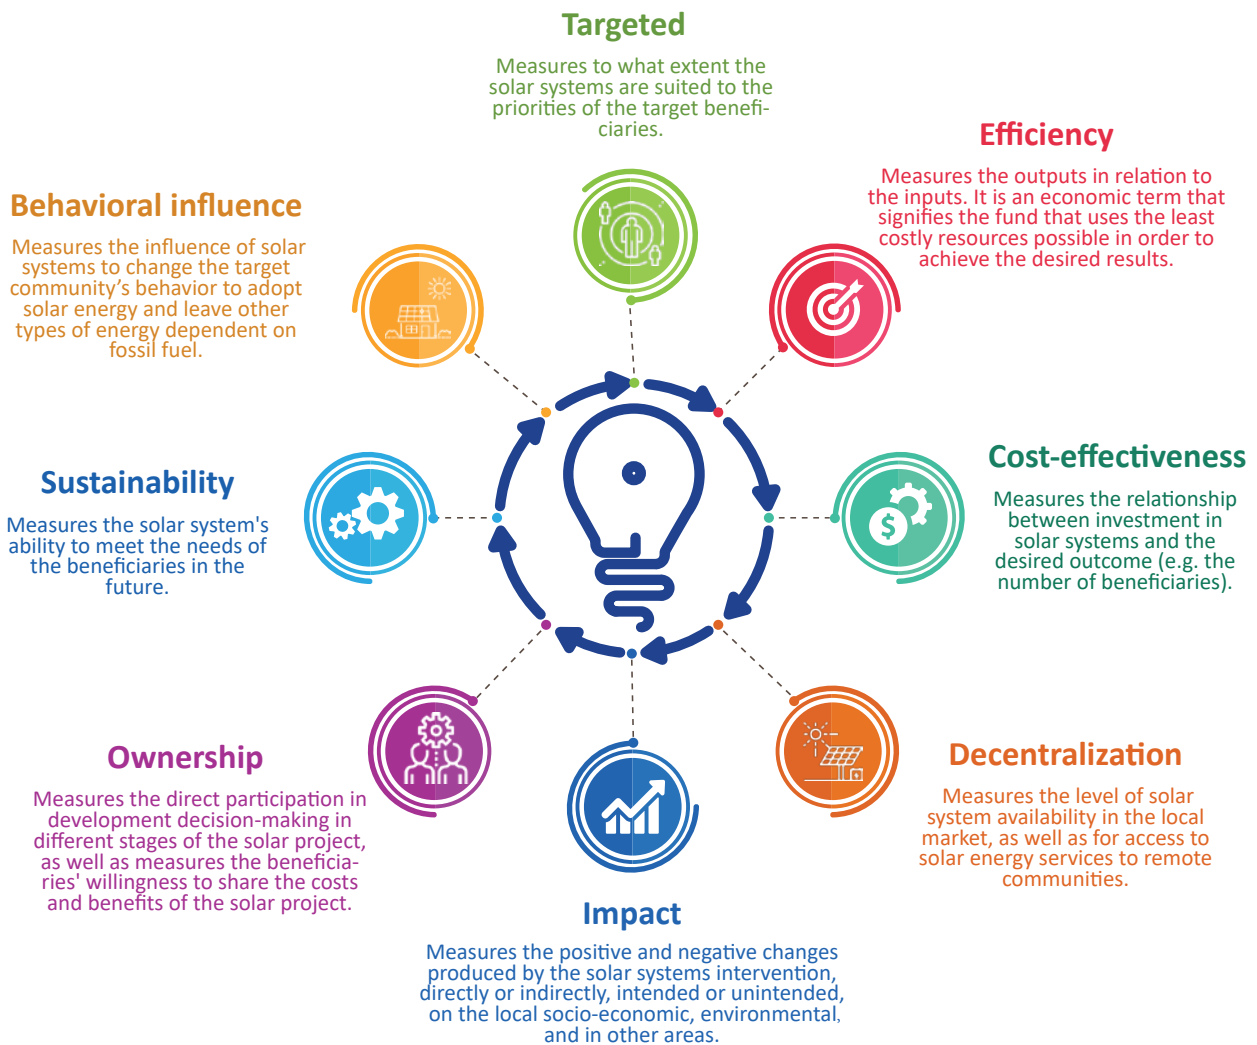 Targeted
Measures to what extent the
solar systems are suited to the
priorities of the target benefi-
ciaries.
Efficiency
Measures the outputs in relation to
the inputs. It is an economic term that
signifies the fund that uses the least
costly resources possible in order to
achieve the desired results.
Cost-effectiveness
Measures the relationship
between investment in
solar systems and the
desired outcome (e.g. the
number of beneficiaries).
$
Decentralization
Measures the level of solar
system availability in the local
market, as well as for access to
solar energy services to remote
communities.
Impact
Measures the positive and negative changes
produced by the solar systems intervention,
directly or indirectly, intended or unintended,
on the local socio-economic, environmental,
and in other areas.
Ownership
Measures the direct participation in
development decision-making in
different stages of the solar project,
as well as measures the beneficia-
ries' willingness to share the costs
and benefits of the solar project.
Sustainability
Measures the solar system's
ability to meet the needs of
the beneficiaries in the
future.
Behavioral influence
Measures the influence of solar
systems to change the target
community’s behavior to adopt
solar energy and leave other
types of energy dependent on
fossil fuel.